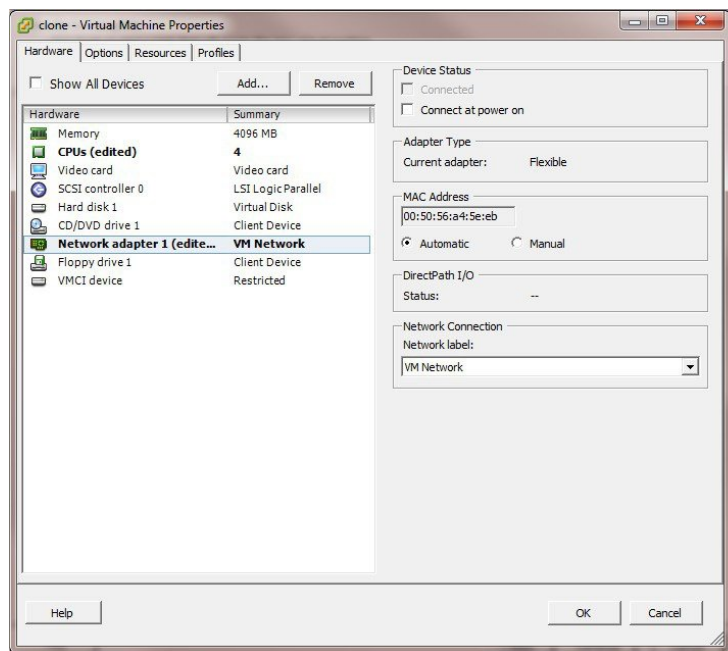 clone - Virtual Machine Properties
Hardware Options Resources Profiles
Show All Devices Add... Remove
Hardware Summary
Memory 4096 MB
CPUs (edited) 4
Video card Video card
SCSI controller 0 LSI Logic Parallel
Hard disk 1 Virtual Disk
CD/DVD drive 1 Client Device
Network adapter 1 (edite... VM Network
Floppy drive 1 Client Device
VMCI device Restricted
Device Status
Connected
Connect at power on
Adapter Type
Current adapter: Flexible
MAC Address
00:50:56:a4:5e:eb
Automatic Manual
DirectPath I/O
Status: --
Network Connection
Network label:
VM Network
Help OK Cancel